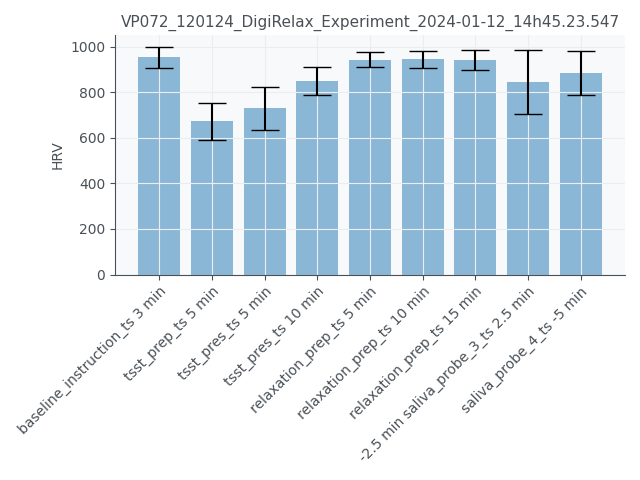 VP072_120124_DigiRelax_Experiment_2024-01-12_14h45.23.547
HRV
1000
800
600
400
200
0
baseline_instruction_ts 3 min
tsst_prep_ts 5 min
tsst_pres_ts 5 min
tsst_pres_ts 10 min
relaxation_prep_ts 5 min
relaxation_prep_ts 10 min
relaxation_prep_ts 15 min
-2.5 min saliva_probe_3_ts 2.5 min
saliva_probe_4_ts -5 min